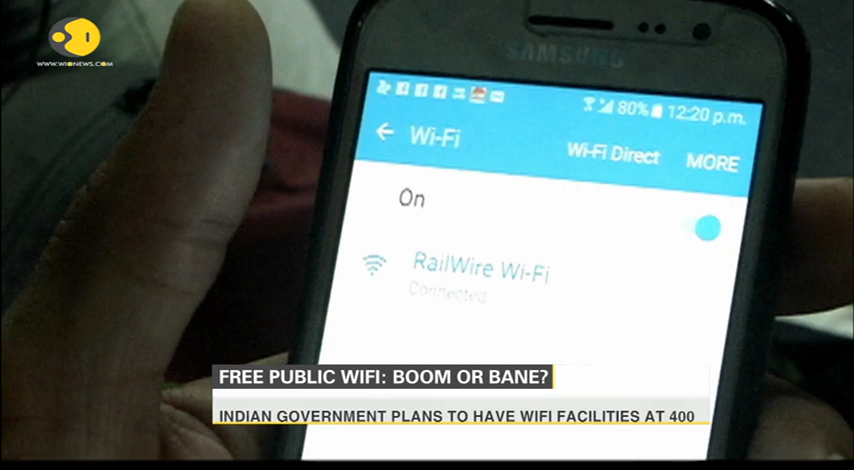 WWW.WIONEWS.COM
SAMSUNG
80% 12:20 p.m.
Wi-Fi
Wi-Fi Direct MORE
On
RailWire Wi-Fi
Connected
FREE PUBLIC WIFI: BOOM OR BANE?
INDIAN GOVERNMENT PLANS TO HAVE WIFI FACILITIES AT 400